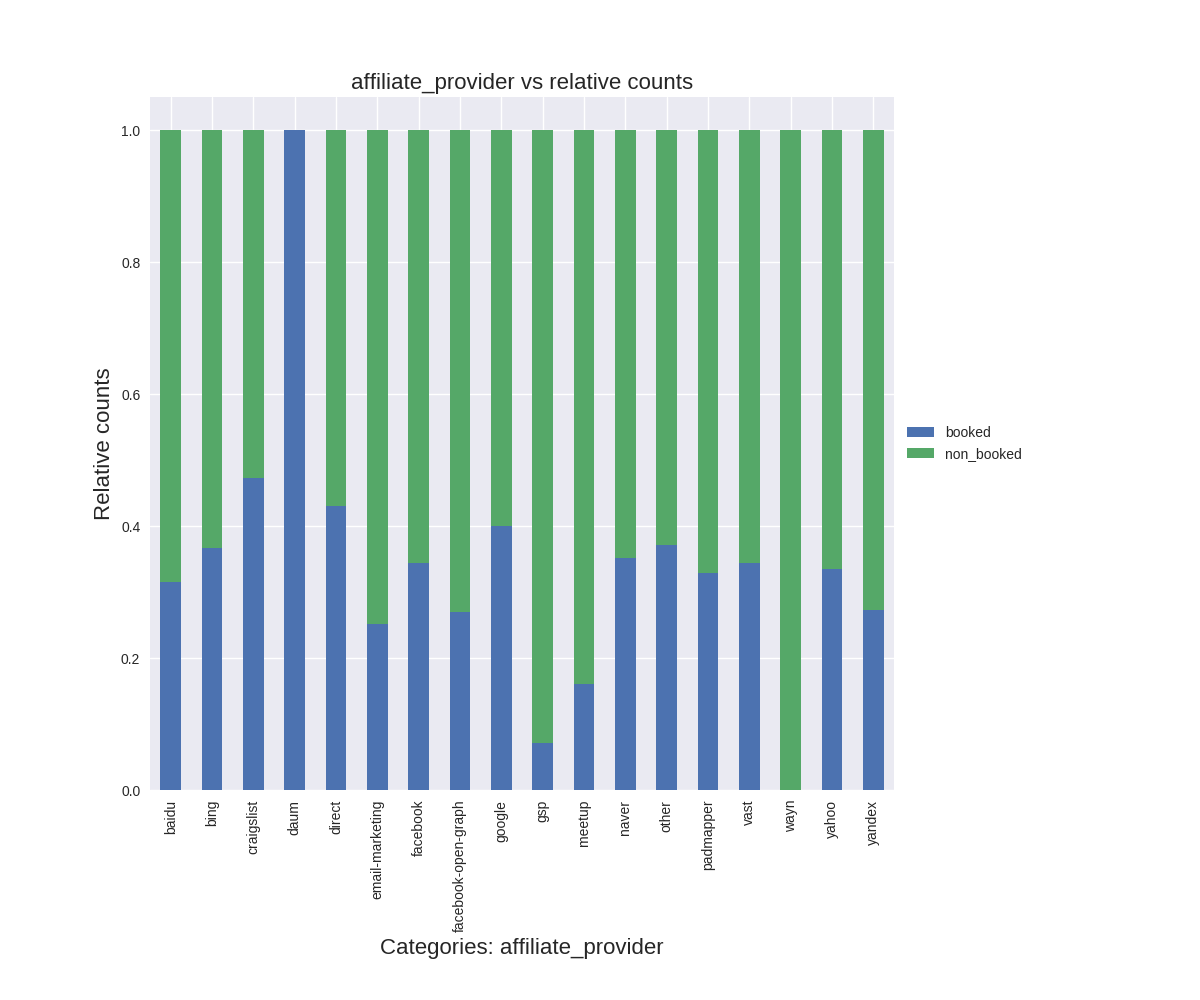 affiliate_provider vs relative counts
1.0
0.8
0.6
0.4
0.2
0.0
Relative counts
booked
non_booked
baidu
bing
craigslist
daum
direct
email-marketing
facebook
facebook-open-graph
google
gsp
meetup
naver
other
padmapper
vast
wayn
yahoo
yandex
Categories: affiliate_provider